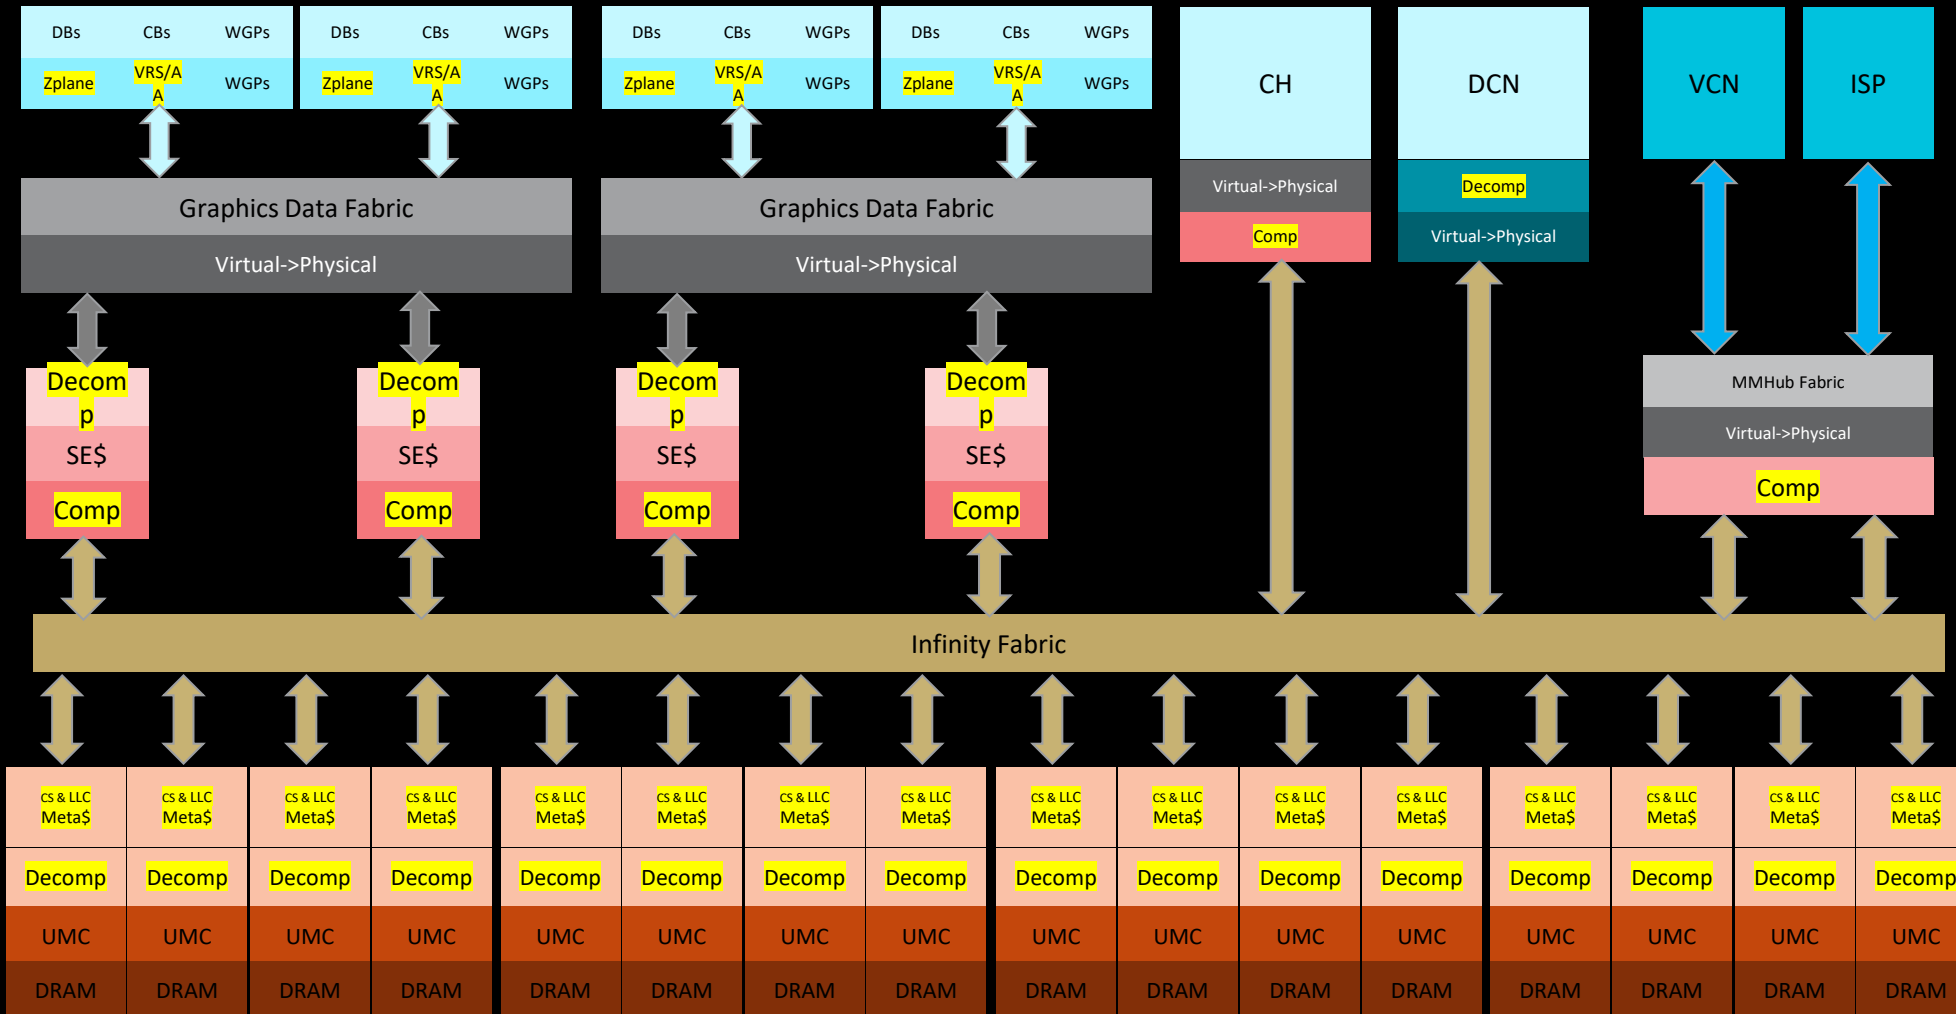 DBs CBs WGPs DBs CBs WGPs DBs CBs WGPs DBs CBs WGPs
Zplane VRS/A WGPs Zplane VRS/A WGPs Zplane VRS/A WGPs Zplane VRS/A WGPs
A A A A
CH DCN VCN ISP
Virtual->Physical Decomp
Graphics Data Fabric Graphics Data Fabric
Comp Virtual->Physical
Virtual->Physical Virtual->Physical
Decom Decom Decom Decom MMHub Fabric
p p p p
Virtual->Physical
SE$ SE$ SE$ SE$
Comp
Comp Comp Comp Comp
Infinity Fabric
CS & LLC CS & LLC CS & LLC CS & LLC CS & LLC CS & LLC CS & LLC CS & LLC CS & LLC CS & LLC CS & LLC CS & LLC CS & LLC CS & LLC CS & LLC CS & LLC
Meta$ Meta$ Meta$ Meta$ Meta$ Meta$ Meta$ Meta$ Meta$ Meta$ Meta$ Meta$ Meta$ Meta$ Meta$ Meta$
Decomp Decomp Decomp Decomp Decomp Decomp Decomp Decomp Decomp Decomp Decomp Decomp Decomp Decomp Decomp Decomp
UMC UMC UMC UMC UMC UMC UMC UMC UMC UMC UMC UMC UMC UMC UMC UMC
DRAM DRAM DRAM DRAM DRAM DRAM DRAM DRAM DRAM DRAM DRAM DRAM DRAM DRAM DRAM DRAM